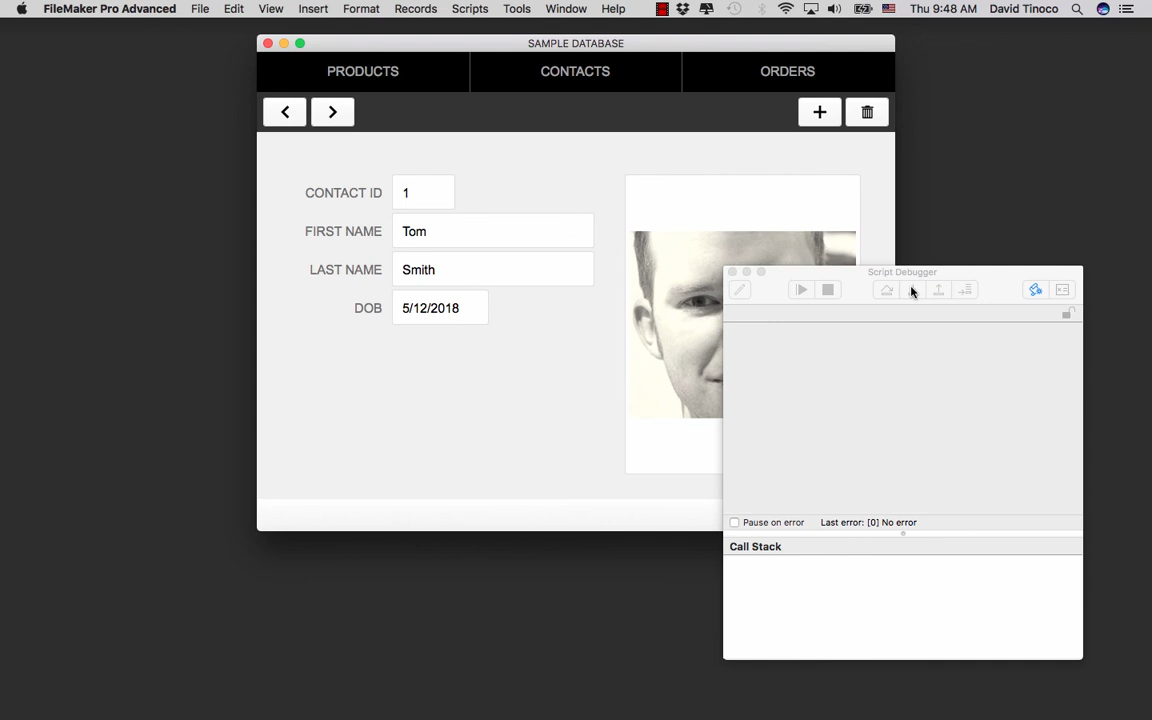 FileMaker Pro Advanced File Edit View Insert Format Records Scripts Tools Window Help Thu 9:48 AM David Tinoco
SAMPLE DATABASE
PRODUCTS CONTACTS ORDERS
CONTACT ID 1
FIRST NAME Tom
LAST NAME Smith
DOB 5/12/2018
Script Debugger
Pause on error Last error: [0] No error
Call Stack